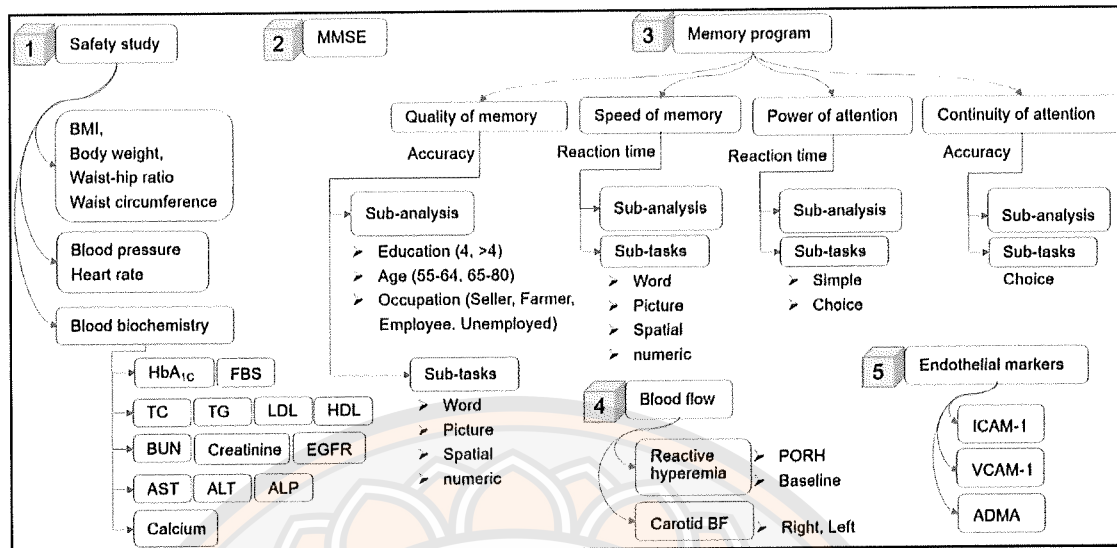 1 Safety study
BMI,
Body weight,
Waist-hip ratio
Waist circumference
Blood pressure
Heart rate
Blood biochemistry
HbA1C FBS
TC TG LDL HDL
BUN Creatinine EGFR
AST ALT ALP
Calcium
2 MMSE
3 Memory program
Quality of memory
Accuracy
Sub-analysis
➢ Education (4, >4)
➢ Age (55-64, 65-80)
➢ Occupation (Seller, Farmer,
Employee. Unemployed)
Sub-tasks
➢ Word
➢ Picture
➢ Spatial
➢ numeric
Speed of memory
Reaction time
Sub-analysis
Sub-tasks
➢ Word
➢ Picture
➢ Spatial
➢ numeric
Power of attention
Reaction time
Sub-analysis
Sub-tasks
➢ Simple
➢ Choice
Continuity of attention
Accuracy
Sub-analysis
Sub-tasks
Choice
4 Blood flow
Reactive
hyperemia
➢ PORH
➢ Baseline
Carotid BF
➢ Right, Left
5 Endothelial markers
ICAM-1
VCAM-1
ADMA